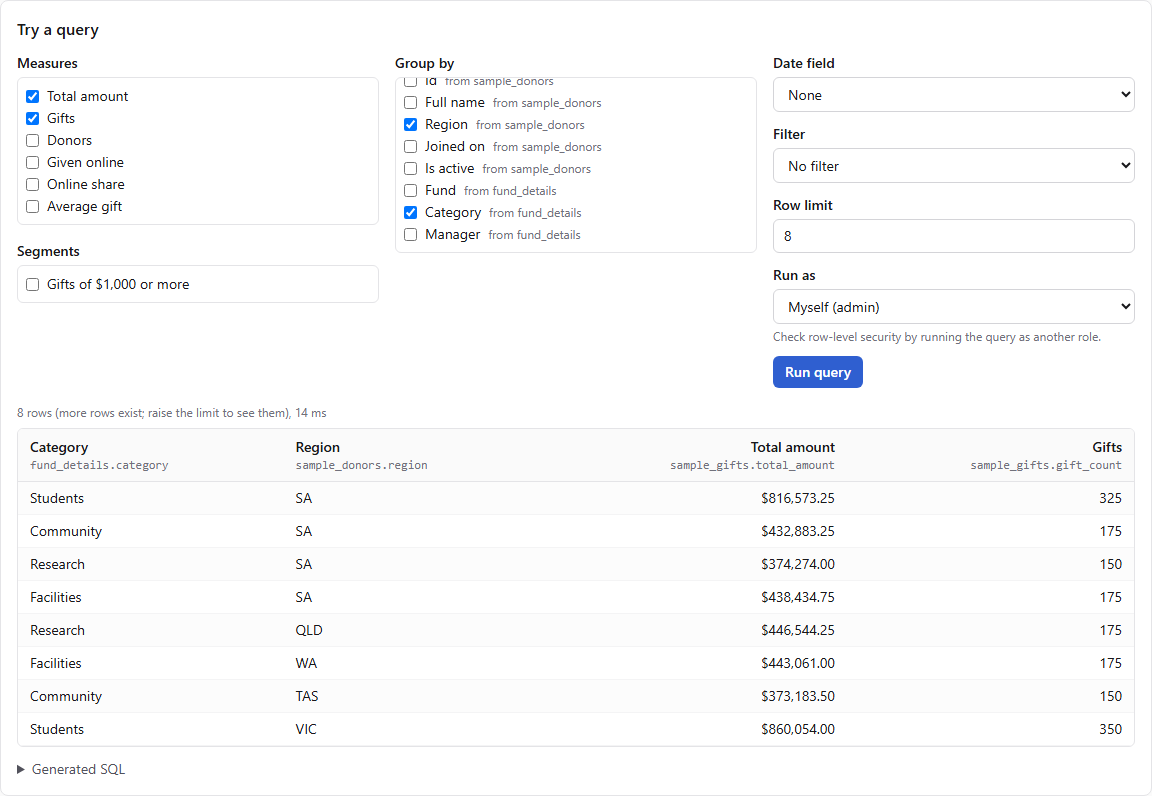 Try a query
Measures
Total amount
Gifts
Donors
Given online
Online share
Average gift
Segments
Gifts of $1,000 or more
Group by
Id from sample_donors
Full name from sample_donors
Region from sample_donors
Joined on from sample_donors
Is active from sample_donors
Fund from fund_details
Category from fund_details
Manager from fund_details
Date field
None
Filter
No filter
Row limit
8
Run as
Myself (admin)
Check row-level security by running the query as another role.
Run query
8 rows (more rows exist; raise the limit to see them), 14 ms
Category Region Total amount Gifts
fund_details.category sample_donors.region sample_gifts.total_amount sample_gifts.gift_count
Students SA $816,573.25 325
Community SA $432,883.25 175
Research SA $374,274.00 150
Facilities SA $438,434.75 175
Research QLD $446,544.25 175
Facilities WA $443,061.00 175
Community TAS $373,183.50 150
Students VIC $860,054.00 350
Generated SQL